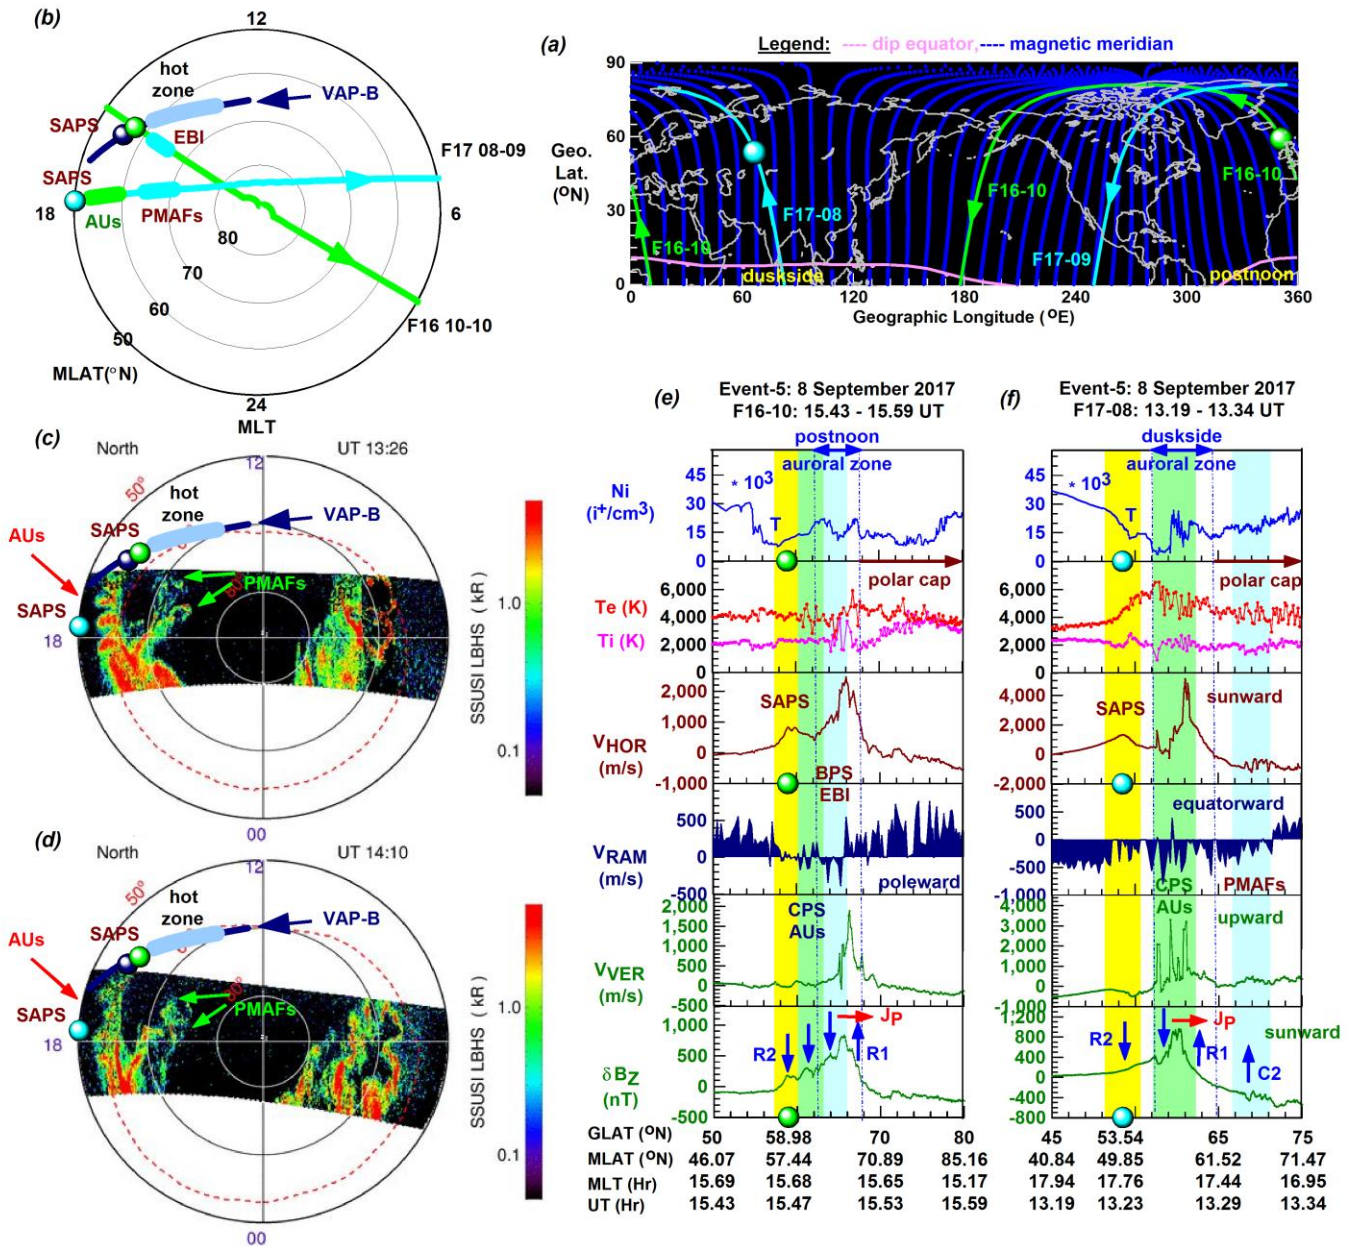 (b)
12
hot
zone
VAP-B
SAPS
EBI
F17 08-09
SAPS
18
AUs
PMAFs
6
80
70
60
50
F16 10-10
MLAT(°N)
24
MLT
(a)
Legend: ---- dip equator,---- magnetic meridian
90
60
30
0
Geo.
Lat.
(ON)
F16-10
F16-10
F17-08
F16-10
F17-09
duskside
postnoon
0 60 120 180 240 300 360
Geographic Longitude (OE)
(c)
North
UT 13:26
12
50°
hot
zone
VAP-B
AUs
SAPS
PMAFs
SAPS
18
00
1.0
0.1
SSUSI LBHS ( kR )
(d)
North
UT 14:10
12
50°
hot
zone
VAP-B
AUs
SAPS
PMAFs
SAPS
18
00
1.0
0.1
SSUSI LBHS ( kR )
(e)
Event-5: 8 September 2017
F16-10: 15.43 - 15.59 UT
postnoon
auroral zone
* 103
45
30
15
0
Ni
(i+/cm3)
T
polar cap
6,000
4,000
2,000
0
Te (K)
Ti (K)
2,000
1,000
0
-1,000
SAPS
VHOR
(m/s)
BPS
EBI
500
0
-500
VRAM
(m/s)
poleward
2,000
1,500
1,000
500
0
-500
CPS
AUs
VVER
(m/s)
1,000
500
0
-500
JP
R2
R1
δBZ
(nT)
GLAT (ON) 50 58.98 70 80
MLAT (ON) 46.07 57.44 70.89 85.16
MLT (Hr) 15.69 15.68 15.65 15.17
UT (Hr) 15.43 15.47 15.53 15.59
(f)
Event-5: 8 September 2017
F17-08: 13.19 - 13.34 UT
duskside
auroral zone
* 103
45
30
15
0
T
polar cap
6,000
4,000
2,000
0
4,000
2,000
0
-2,000
SAPS
sunward
500
0
-500
-1,000
equatorward
PMAFs
CPS
AUs
4,000
3,000
2,000
1,000
0
-1,000
upward
1,200
800
400
0
-400
-800
JP
sunward
R2
R1
C2
45 53.54 65 75
40.84 49.85 61.52 71.47
17.94 17.76 17.44 16.95
13.19 13.23 13.29 13.34